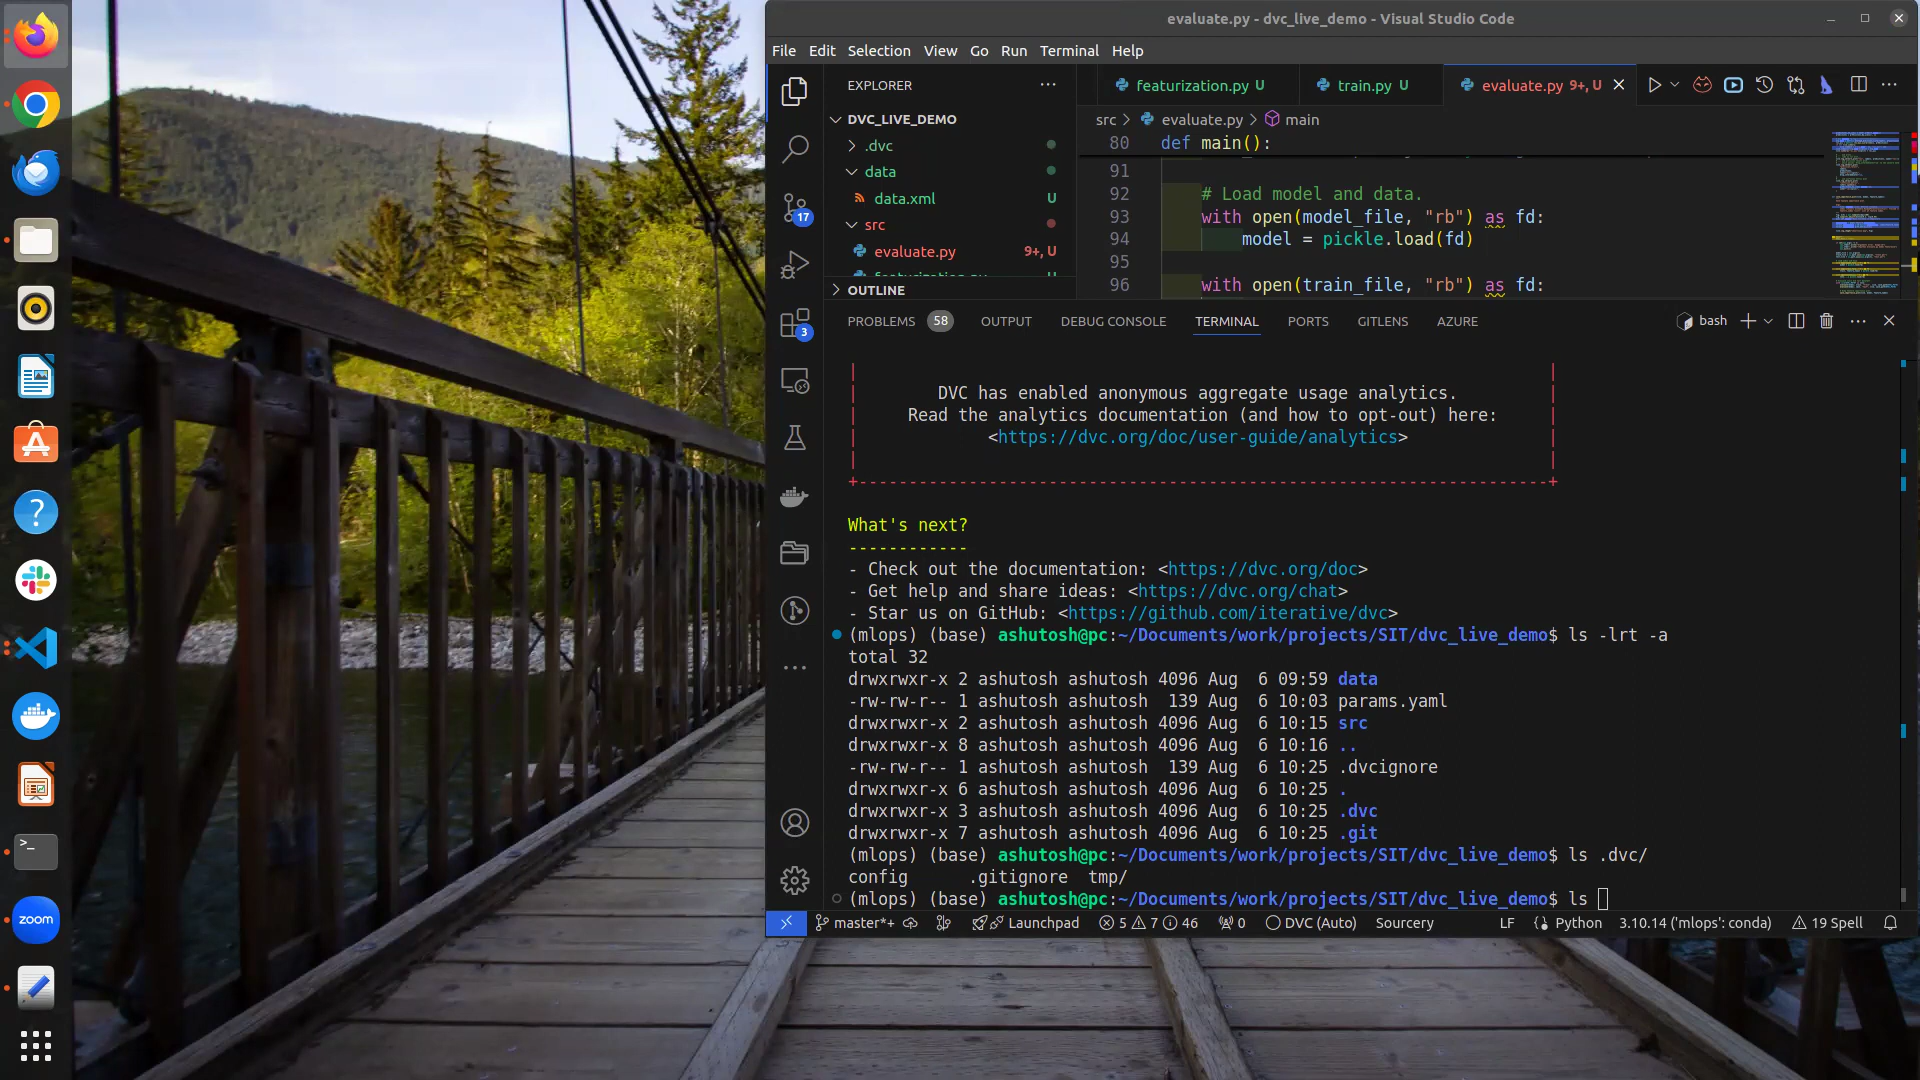 evaluate.py - dvc_live_demo - Visual Studio Code
File Edit Selection View Go Run Terminal Help
EXPLORER
featurization.py U
train.py U
evaluate.py 9+, U
DVC_LIVE_DEMO
src > evaluate.py > main
80 def main():
.dvc
91
data
92 # Load model and data.
data.xml U
93 with open(model_file, "rb") as fd:
src
94 model = pickle.load(fd)
evaluate.py 9+, U
95
featurization.py U
96 with open(train_file, "rb") as fd:
OUTLINE
17
3
PROBLEMS 58 OUTPUT DEBUG CONSOLE TERMINAL PORTS GITLENS AZURE
bash
| |
| DVC has enabled anonymous aggregate usage analytics. |
| Read the analytics documentation (and how to opt-out) here: |
| <https://dvc.org/doc/user-guide/analytics> |
| |
+---------------------------------------------------------------------+
What's next?
------------
- Check out the documentation: <https://dvc.org/doc>
- Get help and share ideas: <https://dvc.org/chat>
- Star us on GitHub: <https://github.com/iterative/dvc>
(mlops) (base) ashutosh@pc:~/Documents/work/projects/SIT/dvc_live_demo$ ls -lrt -a
total 32
drwxrwxr-x 2 ashutosh ashutosh 4096 Aug  6 09:59 data
-rw-rw-r-- 1 ashutosh ashutosh  139 Aug  6 10:03 params.yaml
drwxrwxr-x 2 ashutosh ashutosh 4096 Aug  6 10:15 src
drwxrwxr-x 8 ashutosh ashutosh 4096 Aug  6 10:16 ..
-rw-rw-r-- 1 ashutosh ashutosh  139 Aug  6 10:25 .dvcignore
drwxrwxr-x 6 ashutosh ashutosh 4096 Aug  6 10:25 .
drwxrwxr-x 3 ashutosh ashutosh 4096 Aug  6 10:25 .dvc
drwxrwxr-x 7 ashutosh ashutosh 4096 Aug  6 10:25 .git
(mlops) (base) ashutosh@pc:~/Documents/work/projects/SIT/dvc_live_demo$ ls .dvc/
config      .gitignore  tmp/
(mlops) (base) ashutosh@pc:~/Documents/work/projects/SIT/dvc_live_demo$ ls
master*+ Launchpad 5 7 46 0 DVC (Auto) Sourcery LF Python 3.10.14 ('mlops': conda) 19 Spell
zoom